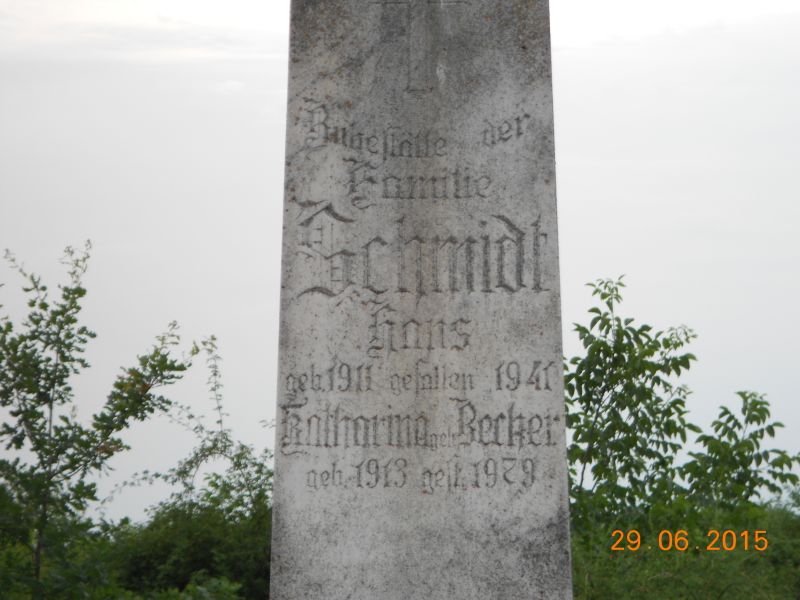 Ruhestätte der
Familie
Schmidt
Hans
geb. 1911 gefallen 1941
Katharina geb. Becker
geb. 1913 gest. 1979
29.06.2015